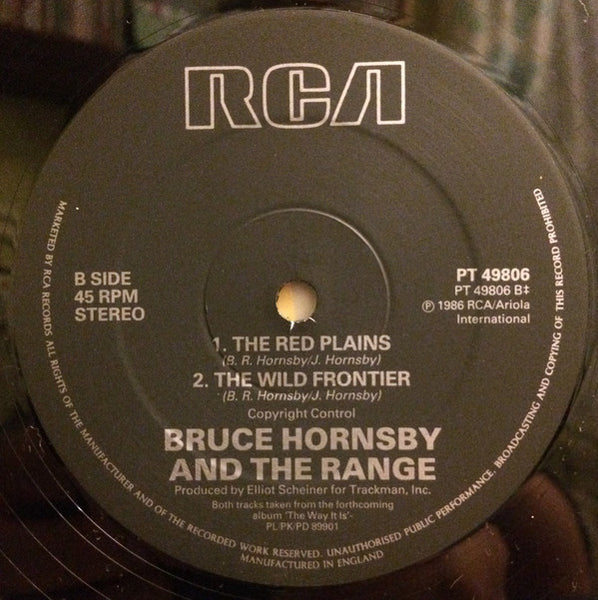 RCA
B SIDE
45 RPM
STEREO
PT 49806
PT 49806 B‡
℗ 1986 RCA/Ariola
International
1. THE RED PLAINS
(B. R. Hornsby/J. Hornsby)
2. THE WILD FRONTIER
(B. R. Hornsby/J. Hornsby)
Copyright Control
BRUCE HORNSBY
AND THE RANGE
Produced by Elliot Scheiner for Trackman, Inc.
Both tracks taken from the forthcoming
album 'The Way It Is'-
PL/PK/PD 89901
MARKETED BY RCA RECORDS ALL RIGHTS OF THE MANUFACTURER AND OF THE RECORDED WORK RESERVED. UNAUTHORISED PUBLIC PERFORMANCE, BROADCASTING AND COPYING OF THIS RECORD PROHIBITED
MANUFACTURED IN ENGLAND